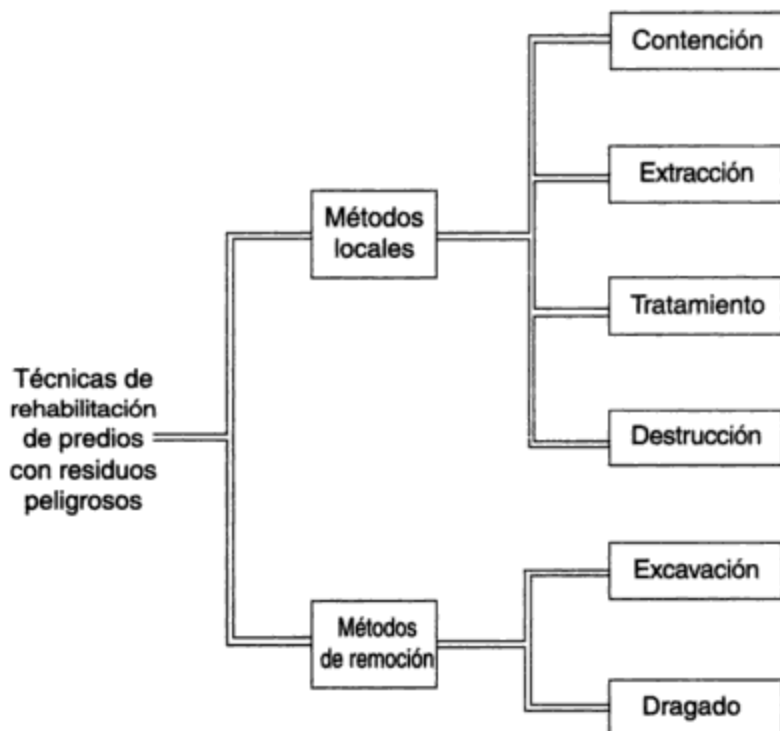 Técnicas de
rehabilitación
de predios
con residuos
peligrosos
Métodos
locales
Contención
Extracción
Tratamiento
Destrucción
Métodos
de remoción
Excavación
Dragado